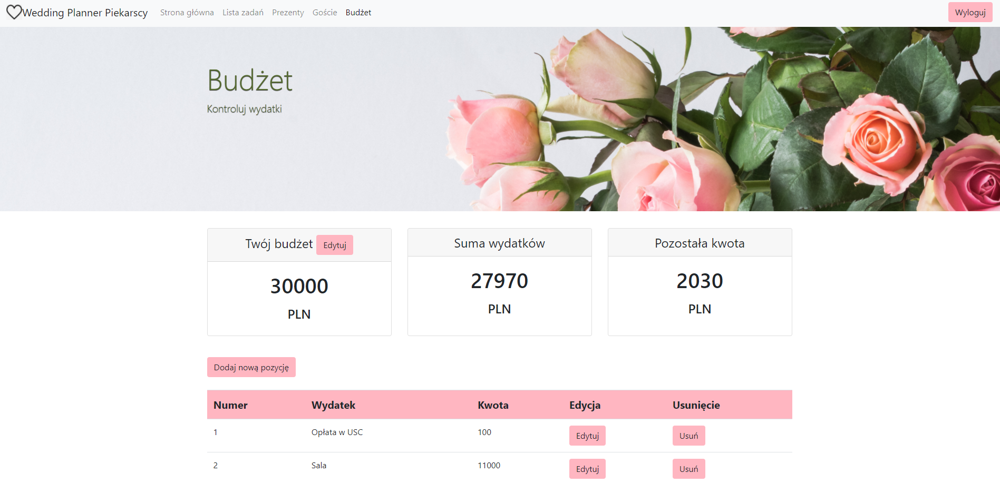 Wedding Planner Piekarscy Strona główna Lista zadań Prezenty Goście Budżet Wyloguj
Budżet
Kontroluj wydatki
Twój budżet Edytuj
30000
PLN
Suma wydatków
27970
PLN
Pozostała kwota
2030
PLN
Dodaj nową pozycję
Numer Wydatek Kwota Edycja Usunięcie
1 Opłata w USC 100 Edytuj Usuń
2 Sala 11000 Edytuj Usuń